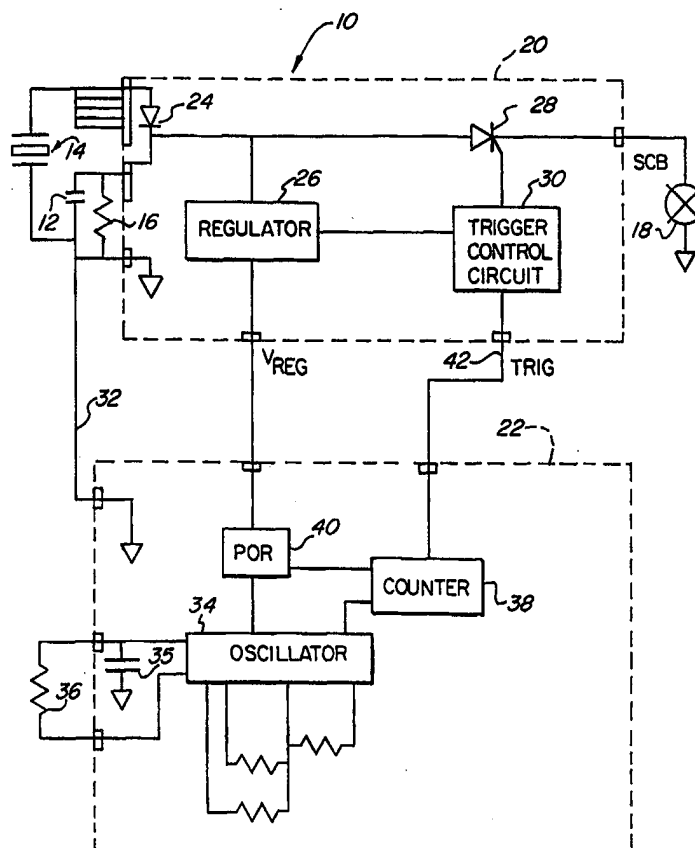 10
20
24
28
14
SCB
12
16
26
REGULATOR
30
TRIGGER
CONTROL
CIRCUIT
18
VREG
42
TRIG
32
22
POR
40
COUNTER
38
34
OSCILLATOR
35
36